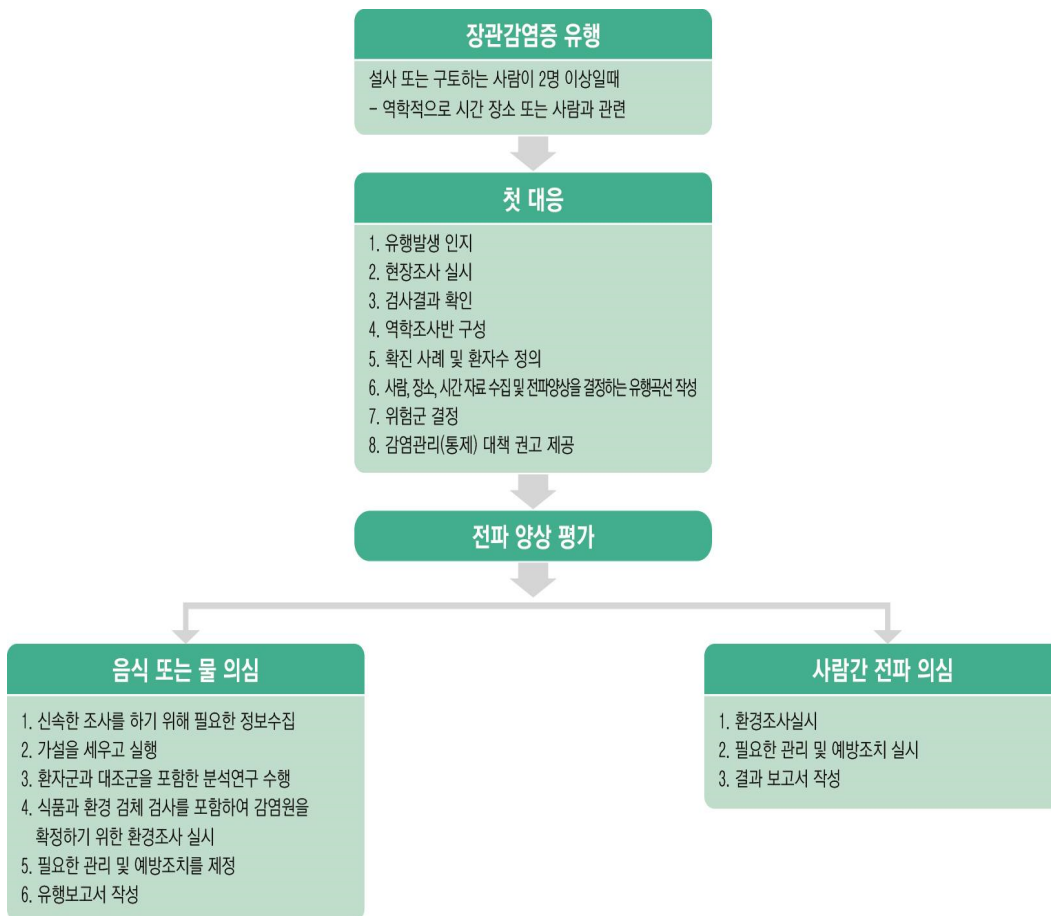 장관감염증 유행
설사 또는 구토하는 사람이 2명 이상일때
- 역학적으로 시간 장소 또는 사람과 관련
첫 대응
1. 유행발생 인지
2. 현장조사 실시
3. 검사결과 확인
4. 역학조사반 구성
5. 확진 사례 및 환자수 정의
6. 사람, 장소, 시간 자료 수집 및 전파양상을 결정하는 유행곡선 작성
7. 위험군 결정
8. 감염관리(통제) 대책 권고 제공
전파 양상 평가
음식 또는 물 의심
1. 신속한 조사를 하기 위해 필요한 정보수집
2. 가설을 세우고 실행
3. 환자군과 대조군을 포함한 분석연구 수행
4. 식품과 환경 검체 검사를 포함하여 감염원을
확정하기 위한 환경조사 실시
5. 필요한 관리 및 예방조치를 제정
6. 유행보고서 작성
사람간 전파 의심
1. 환경조사실시
2. 필요한 관리 및 예방조치 실시
3. 결과 보고서 작성